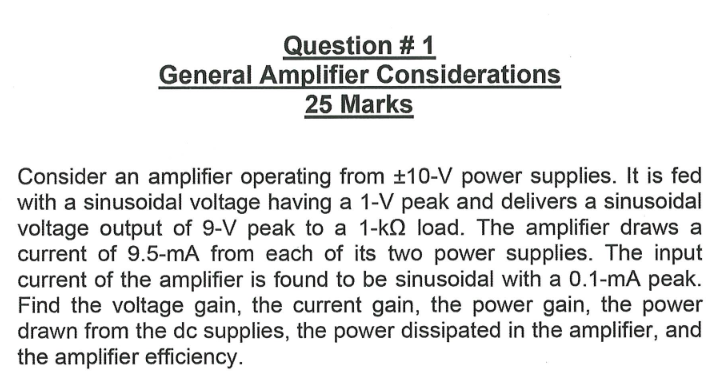 Question # 1
General Amplifier Considerations
25 Marks
Consider an amplifier operating from ±10-V power supplies. It is fed
with a sinusoidal voltage having a 1-V peak and delivers a sinusoidal
voltage output of 9-V peak to a 1-kΩ load. The amplifier draws a
current of 9.5-mA from each of its two power supplies. The input
current of the amplifier is found to be sinusoidal with a 0.1-mA peak.
Find the voltage gain, the current gain, the power gain, the power
drawn from the dc supplies, the power dissipated in the amplifier, and
the amplifier efficiency.